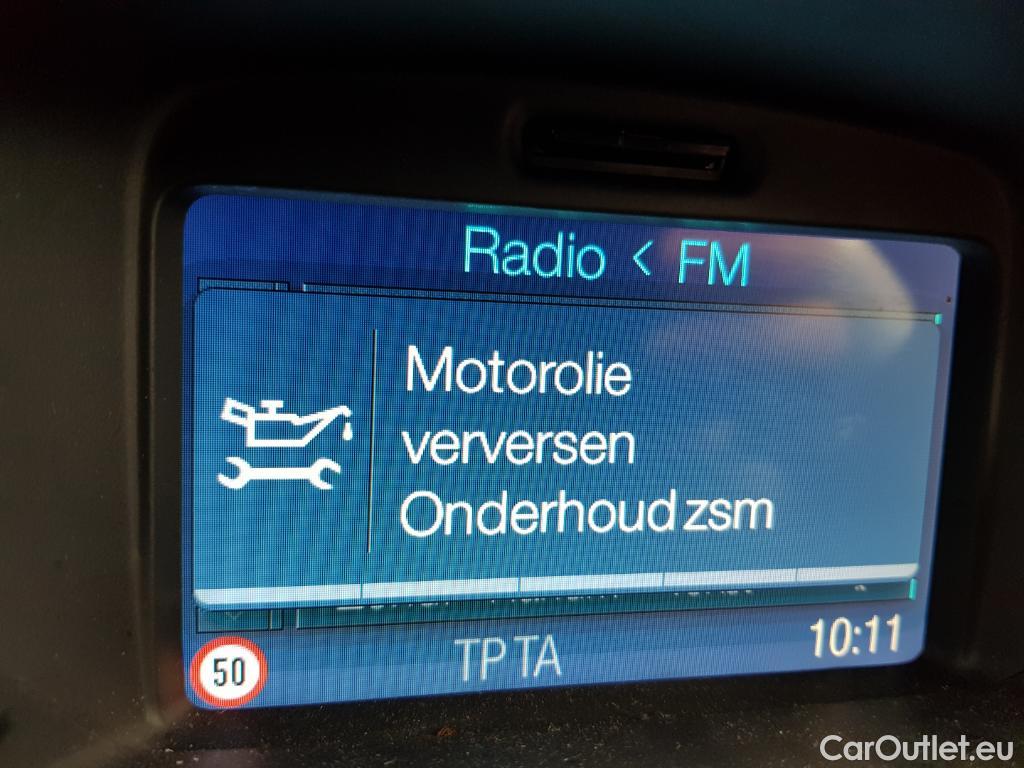 Radio < FM
Motorolie
verversen
Onderhoud zsm
50
TP TA
10:11
CarOutlet.eu